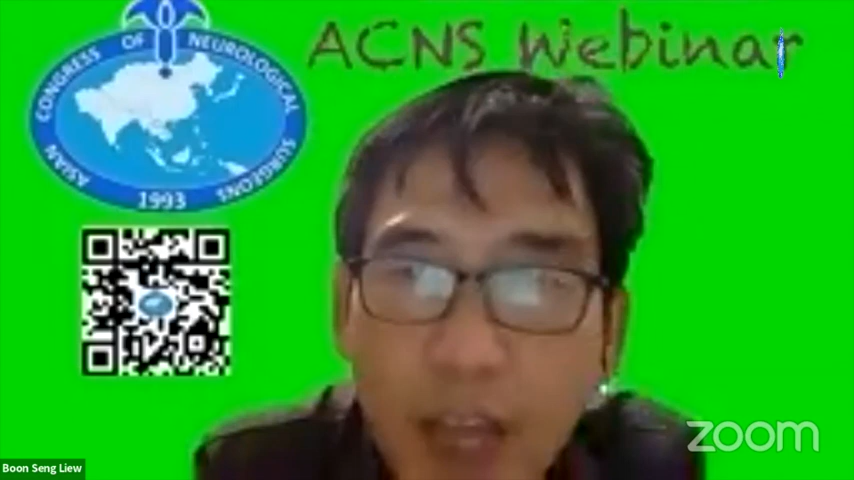 ACNS Webinar
ASIAN CONGRESS OF NEUROLOGICAL SURGEONS
1993
zoom
Boon Seng Liew